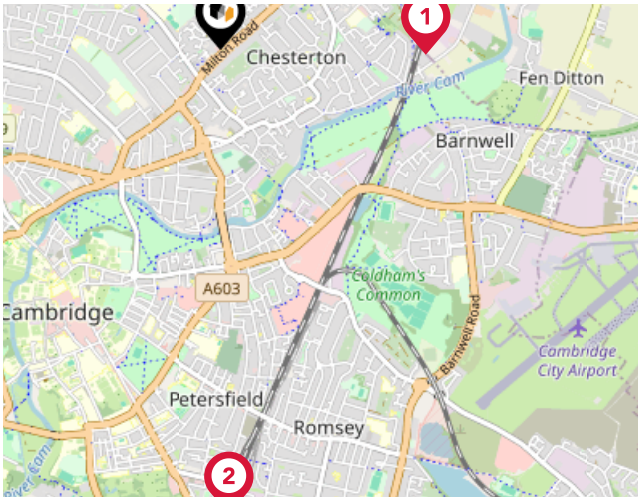 1
Milton Road
Chesterton
River Cam
Fen Ditton
9
Barnwell
A603
Coldham's
Common
Cambridge
Barnwell Road
Cambridge
City Airport
Petersfield
Romsey
2
River Cam